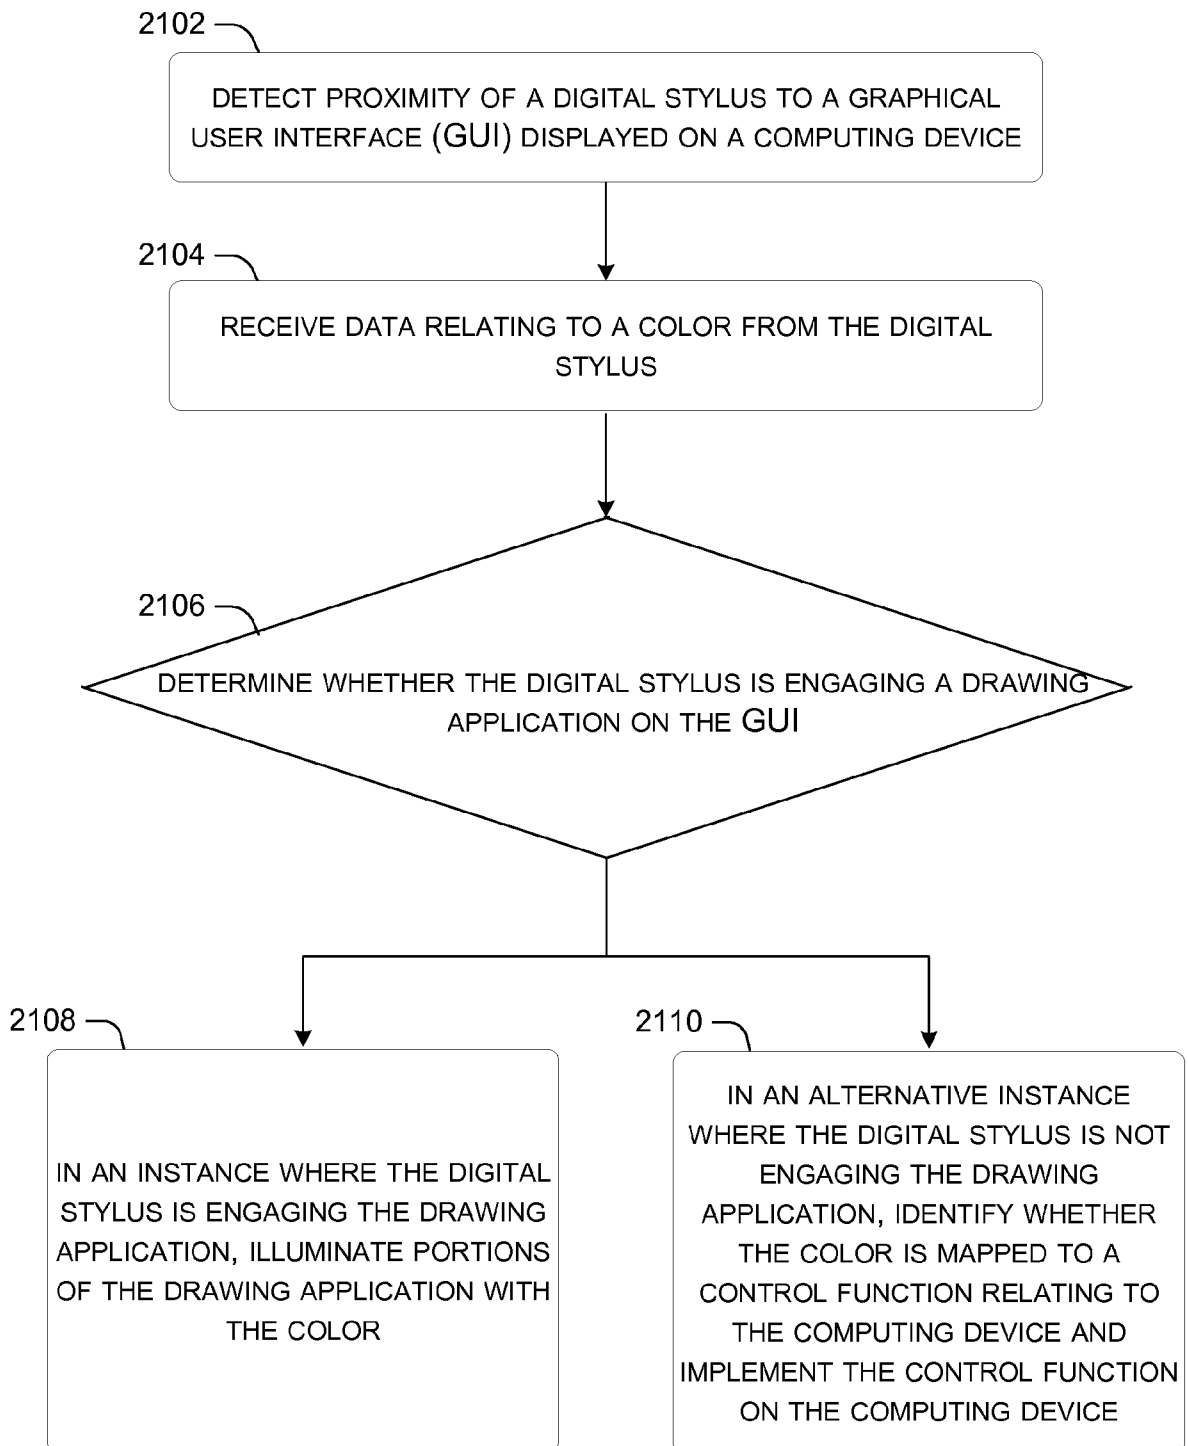 2102
DETECT PROXIMITY OF A DIGITAL STYLUS TO A GRAPHICAL
USER INTERFACE (GUI) DISPLAYED ON A COMPUTING DEVICE
2104
RECEIVE DATA RELATING TO A COLOR FROM THE DIGITAL
STYLUS
2106
DETERMINE WHETHER THE DIGITAL STYLUS IS ENGAGING A DRAWING
APPLICATION ON THE GUI
2108
IN AN INSTANCE WHERE THE DIGITAL
STYLUS IS ENGAGING THE DRAWING
APPLICATION, ILLUMINATE PORTIONS
OF THE DRAWING APPLICATION WITH
THE COLOR
2110
IN AN ALTERNATIVE INSTANCE
WHERE THE DIGITAL STYLUS IS NOT
ENGAGING THE DRAWING
APPLICATION, IDENTIFY WHETHER
THE COLOR IS MAPPED TO A
CONTROL FUNCTION RELATING TO
THE COMPUTING DEVICE AND
IMPLEMENT THE CONTROL FUNCTION
ON THE COMPUTING DEVICE